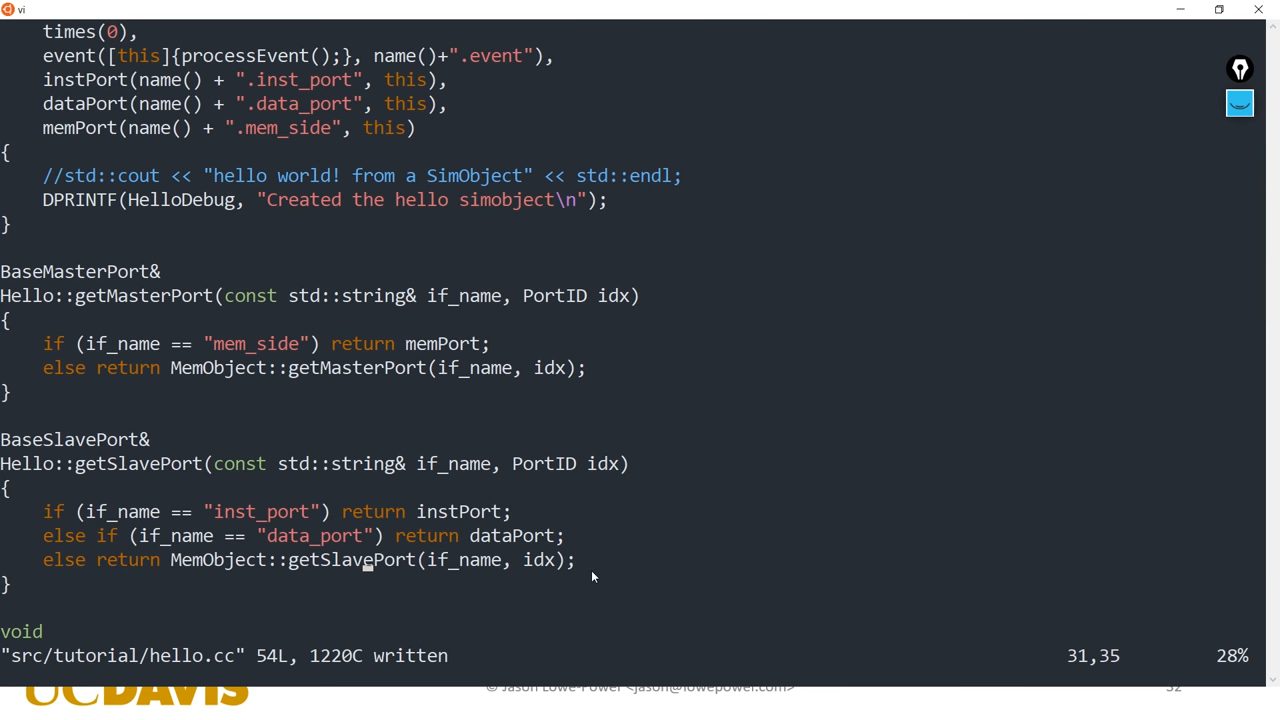 vi
times(0),
event([this]{processEvent();}, name()+".event"),
instPort(name() + ".inst_port", this),
dataPort(name() + ".data_port", this),
memPort(name() + ".mem_side", this)
{
//std::cout << "hello world! from a SimObject" << std::endl;
DPRINTF(HelloDebug, "Created the hello simobject\n");
}
BaseMasterPort&
Hello::getMasterPort(const std::string& if_name, PortID idx)
{
if (if_name == "mem_side") return memPort;
else return MemObject::getMasterPort(if_name, idx);
}
BaseSlavePort&
Hello::getSlavePort(const std::string& if_name, PortID idx)
{
if (if_name == "inst_port") return instPort;
else if (if_name == "data_port") return dataPort;
else return MemObject::getSlavePort(if_name, idx);
}
void
"src/tutorial/hello.cc" 54L, 1220C written 31,35 28%
UCDAVIS © Jason Lowe-Power <jason@lowepower.com> 32